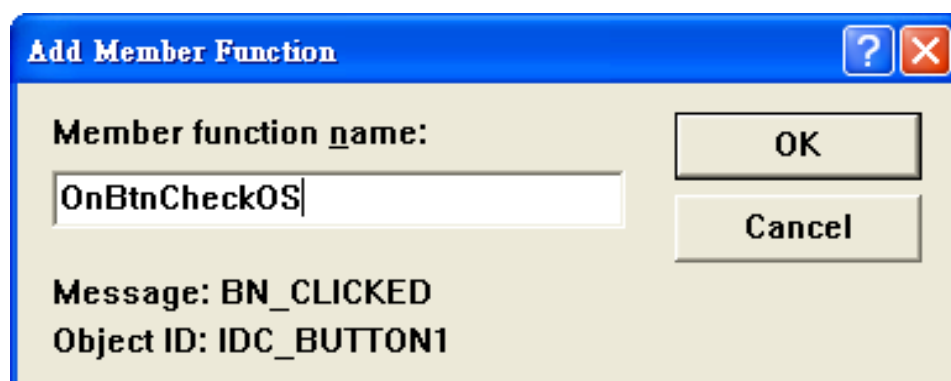 Add Member Function
Member function name:
OK
OnBtnCheckOS
Cancel
Message: BN_CLICKED
Object ID: IDC_BUTTON1